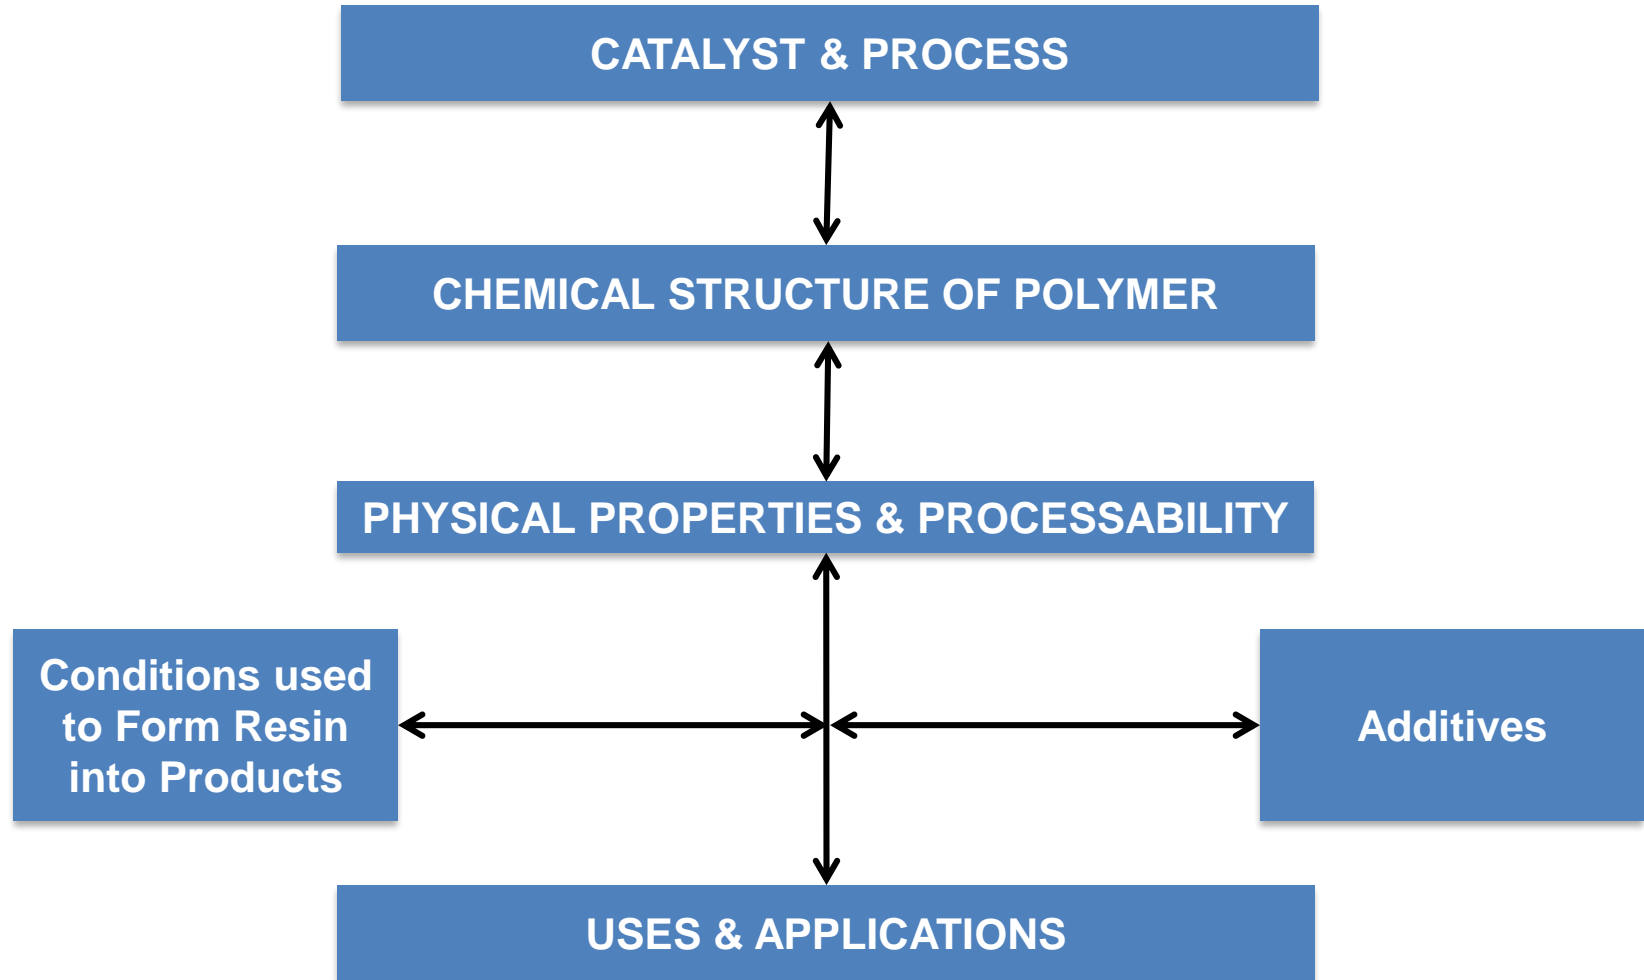 CATALYST & PROCESS
CHEMICAL STRUCTURE OF POLYMER
PHYSICAL PROPERTIES & PROCESSABILITY
Conditions used
to Form Resin
into Products
Additives
USES & APPLICATIONS